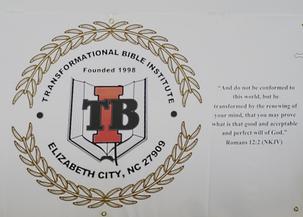 TRANSFORMATIONAL BIBLE INSTITUTE
Founded 1998
TBI
ELIZABETH CITY, NC 27909
"And do not be conformed to
this world, but be
transformed by the renewing of
your mind, that you may prove
what is that good and acceptable
and perfect will of God."
Romans 12:2 (NKJV)